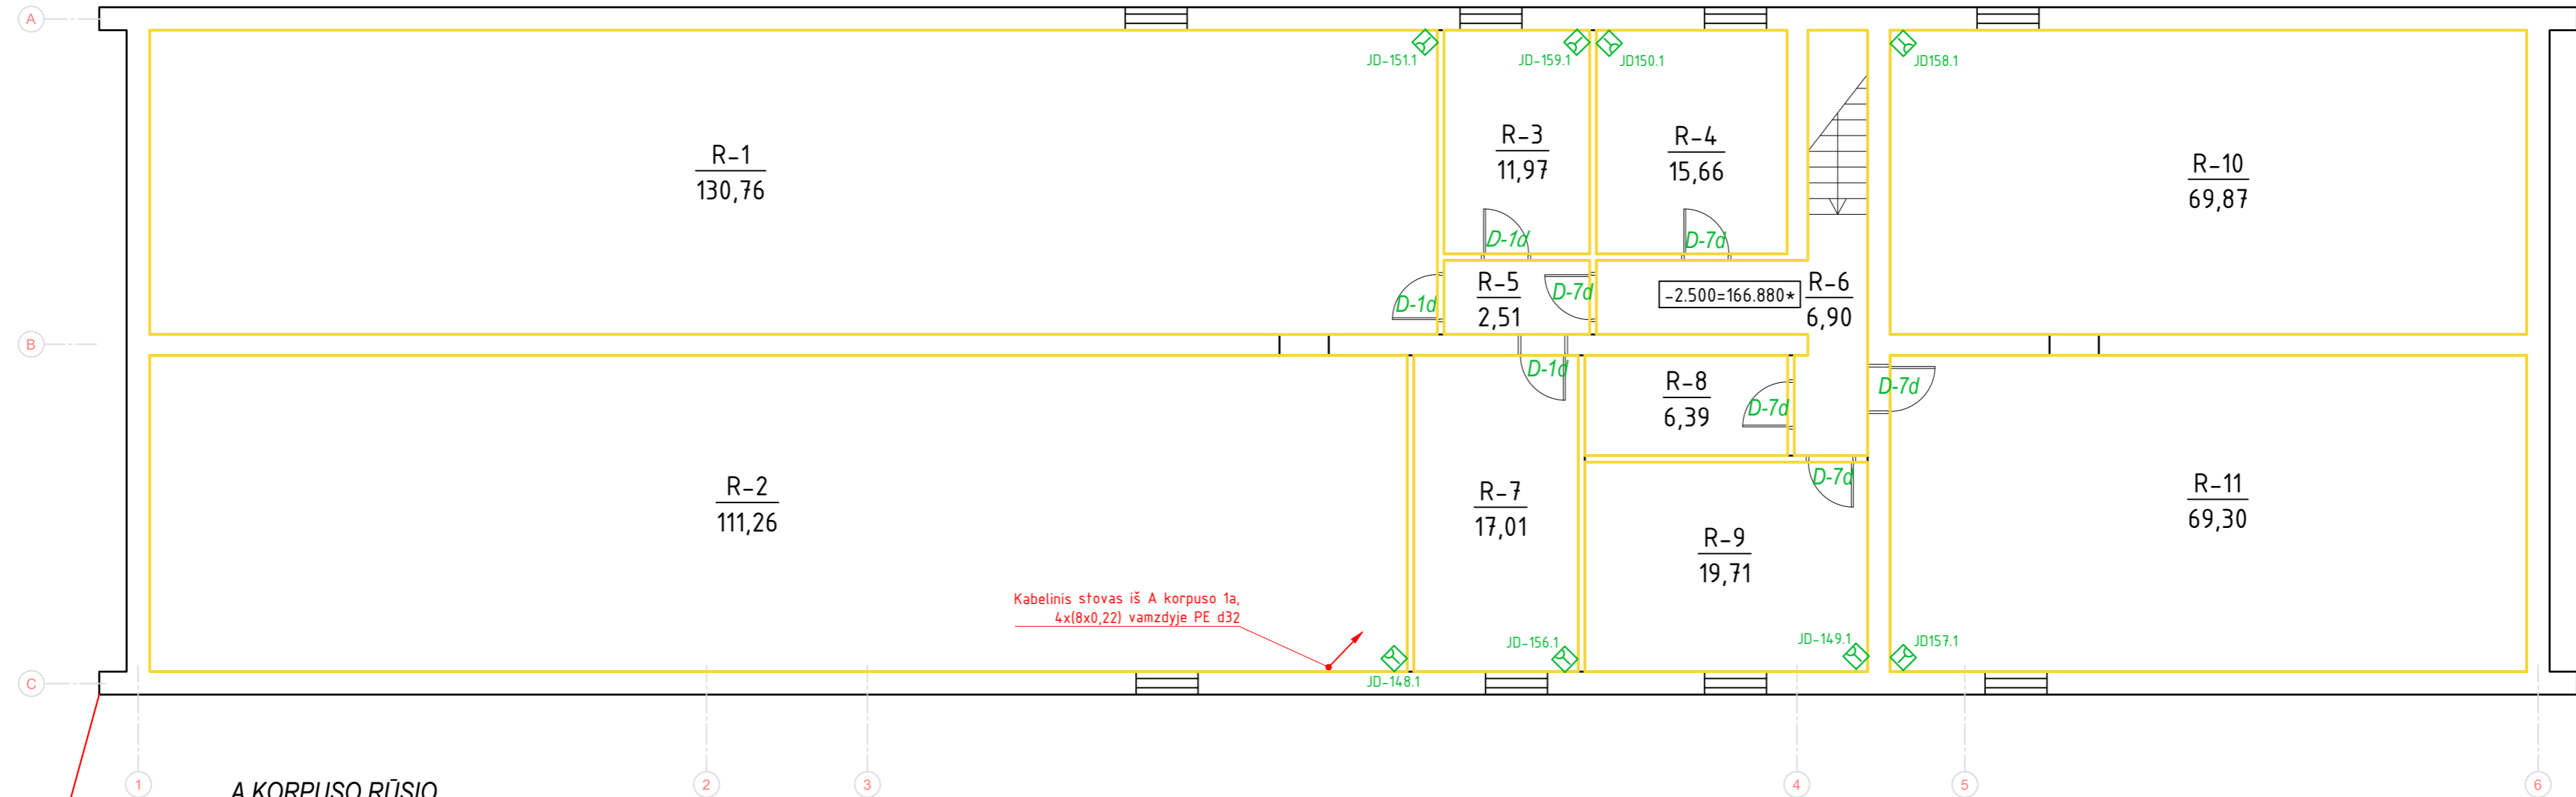 A
JD-151.1
JD-159.1
JD150.1
JD158.1
R-1
130,76
R-3
11,97
R-4
15,66
R-10
69,87
D-1d
D-7d
R-5
2,51
D-1d
D-7d
-2.500=166.880*
R-6
6,90
B
D-1d
R-8
6,39
D-7d
D-7d
R-2
111,26
R-7
17,01
D-7d
R-9
19,71
R-11
69,30
Kabelinis stovas iš A korpuso 1a,
4x(8x0,22) vamzdyje PE d32
JD-156.1
JD-149.1
JD157.1
C
JD-148.1
1
2
3
4
5
6
A KORPUSO RŪSIO